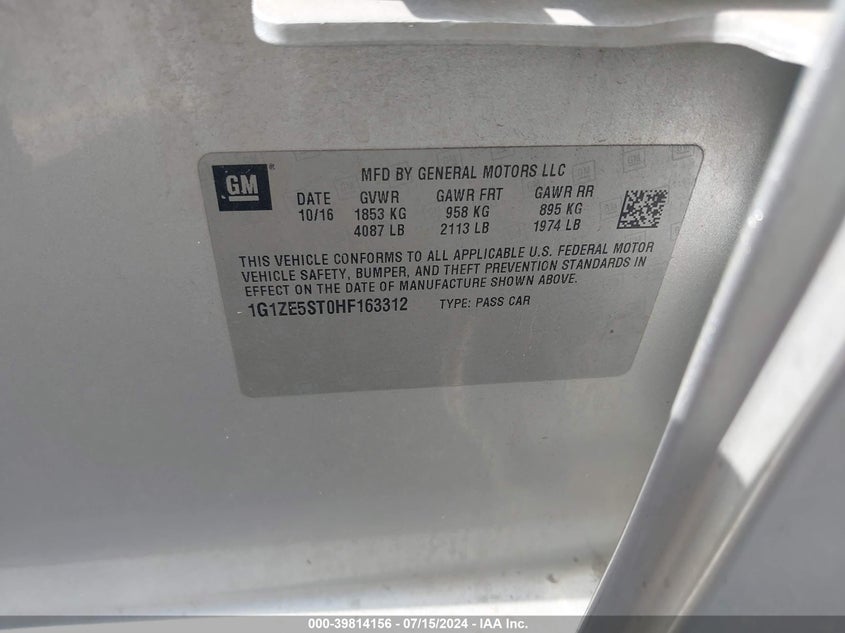 GM
MFD BY GENERAL MOTORS LLC
DATE GVWR GAWR FRT GAWR RR
10/16 1853 KG 958 KG 895 KG
4087 LB 2113 LB 1974 LB
THIS VEHICLE CONFORMS TO ALL APPLICABLE U.S. FEDERAL MOTOR
VEHICLE SAFETY, BUMPER, AND THEFT PREVENTION STANDARDS IN
EFFECT ON THE DATE OF MANUFACTURE SHOWN ABOVE.
1G1ZE5ST0HF163312 TYPE: PASS CAR
000-39814156 - 07/15/2024 - IAA Inc.